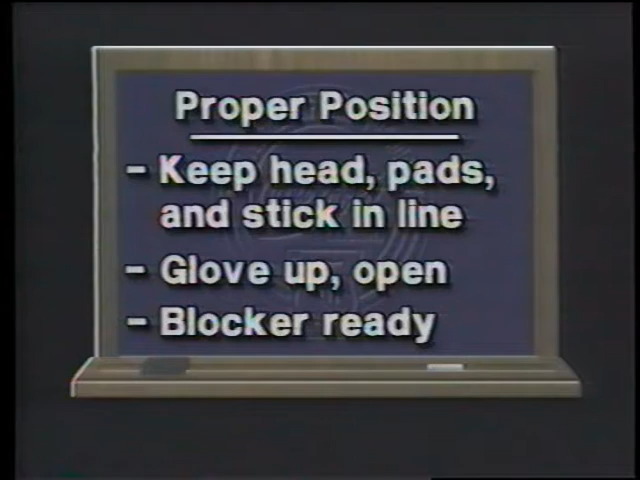 Proper Position
- Keep head, pads,
and stick in line
- Glove up, open
- Blocker ready